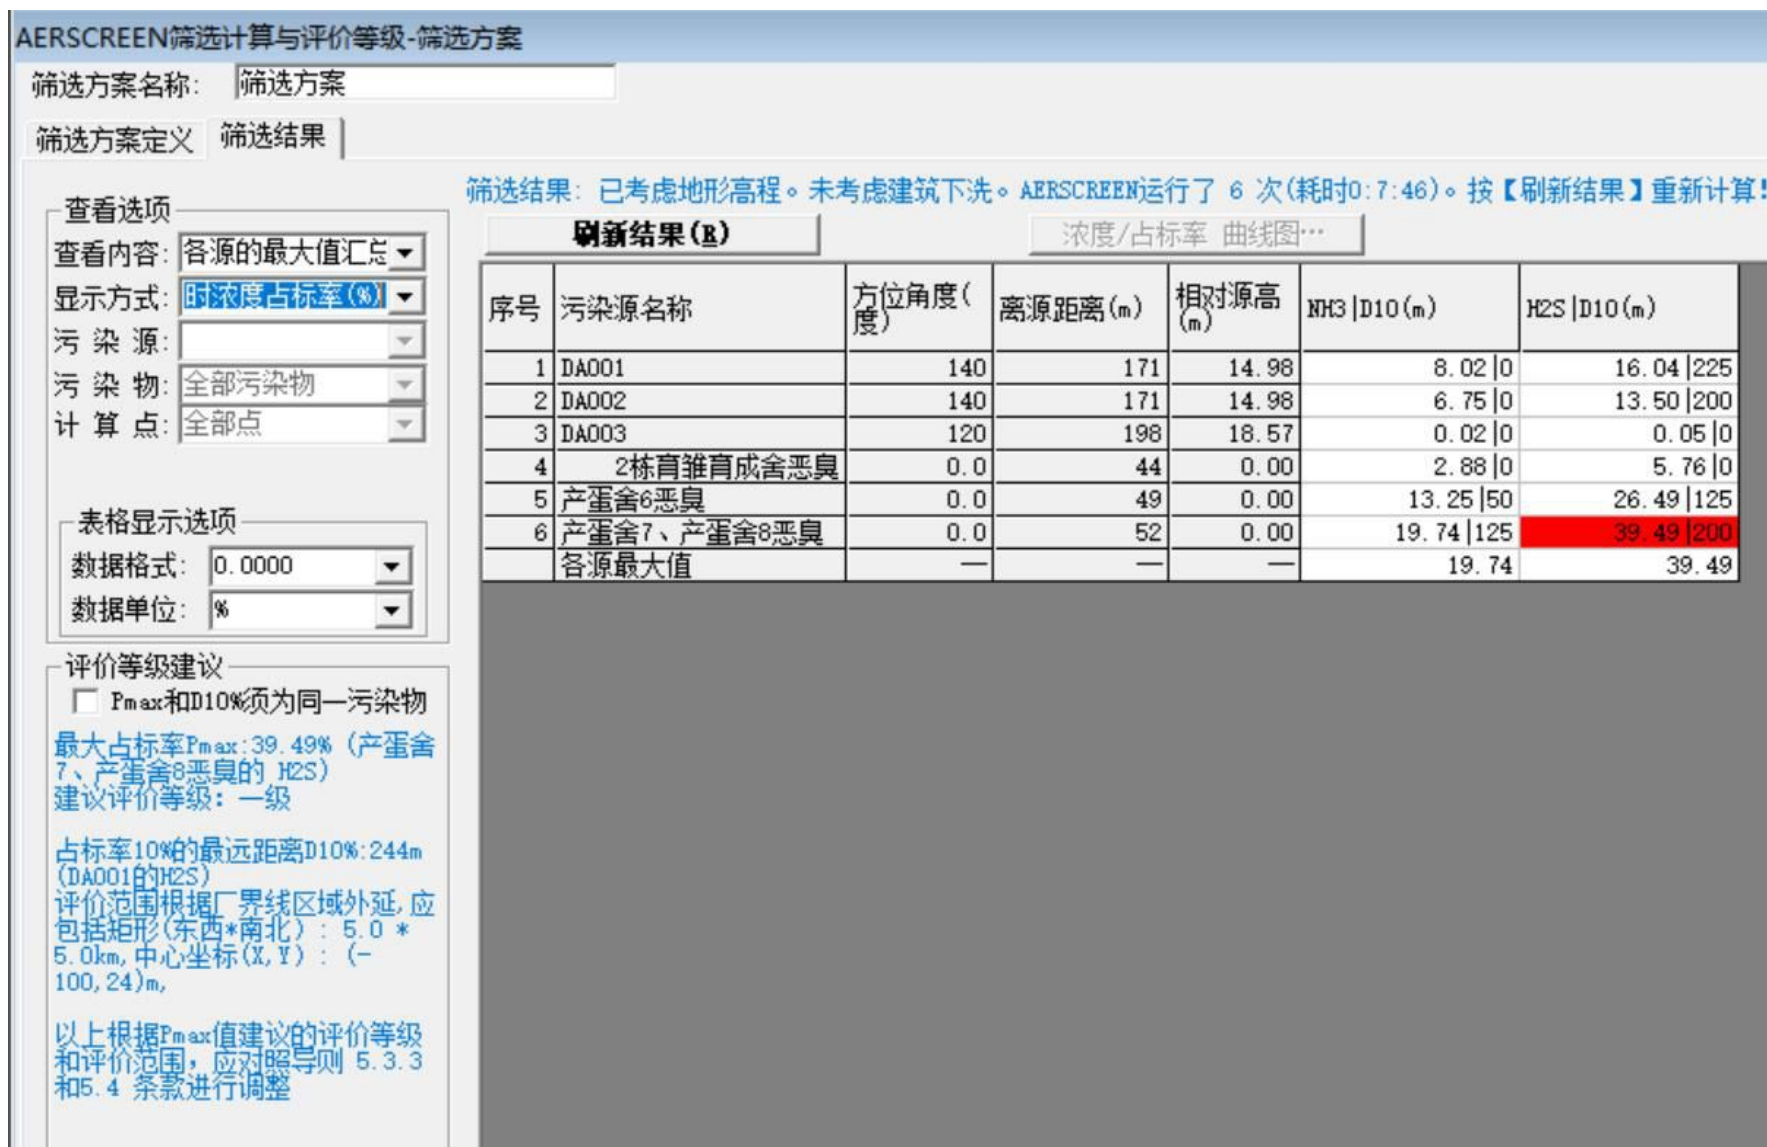 AERSCREEN筛选计算与评价等级-筛选方案
筛选方案名称: 筛选方案
筛选方案定义 筛选结果
筛选结果: 已考虑地形高程。未考虑建筑下洗。AERSCREEN运行了 6 次(耗时0:7:46)。按【刷新结果】重新计算!
刷新结果(R) 浓度/占标率 曲线图…
查看选项
查看内容: 各源的最大值汇总
显示方式: 时浓度占标率(%)
污 染 源:
污 染 物: 全部污染物
计 算 点: 全部点
表格显示选项
数据格式: 0.0000
数据单位: %
序号 污染源名称 方位角度(度) 离源距离(m) 相对源高(m) NH3|D10(m) H2S|D10(m)
1 DA001 140 171 14.98 8.02|0 16.04|225
2 DA002 140 171 14.98 6.75|0 13.50|200
3 DA003 120 198 18.57 0.02|0 0.05|0
4 2栋育雏育成舍恶臭 0.0 44 0.00 2.88|0 5.76|0
5 产蛋舍6恶臭 0.0 49 0.00 13.25|50 26.49|125
6 产蛋舍7、产蛋舍8恶臭 0.0 52 0.00 19.74|125 39.49|200
各源最大值 — — — 19.74 39.49
评价等级建议
Pmax和D10%须为同一污染物
最大占标率Pmax:39.49% (产蛋舍
7、产蛋舍8恶臭的 H2S)
建议评价等级: 一级
占标率10%的最远距离D10%:244m
(DA001的H2S)
评价范围根据厂界线区域外延,应
包括矩形(东西*南北) : 5.0 *
5.0km,中心坐标(X,Y) : (-
100,24)m,
以上根据Pmax值建议的评价等级
和评价范围，应对照导则 5.3.3
和5.4 条款进行调整